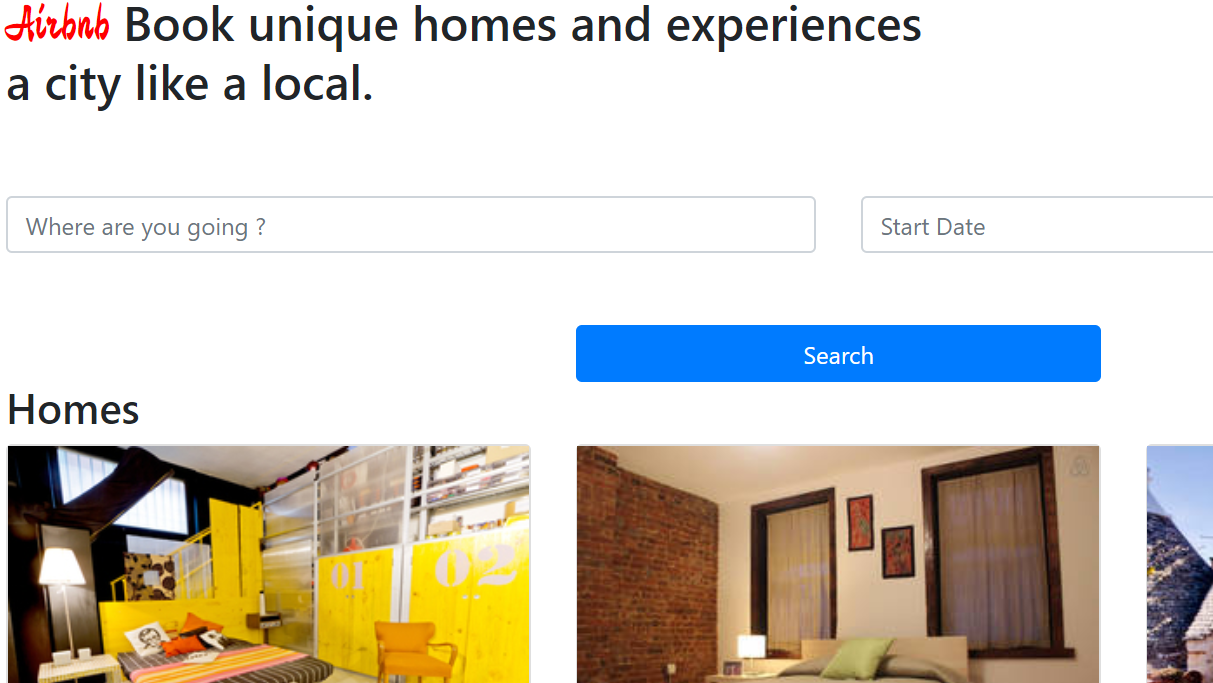 Airbnb Book unique homes and experiences
a city like a local.
Where are you going ?
Start Date
Search
Homes
01
02